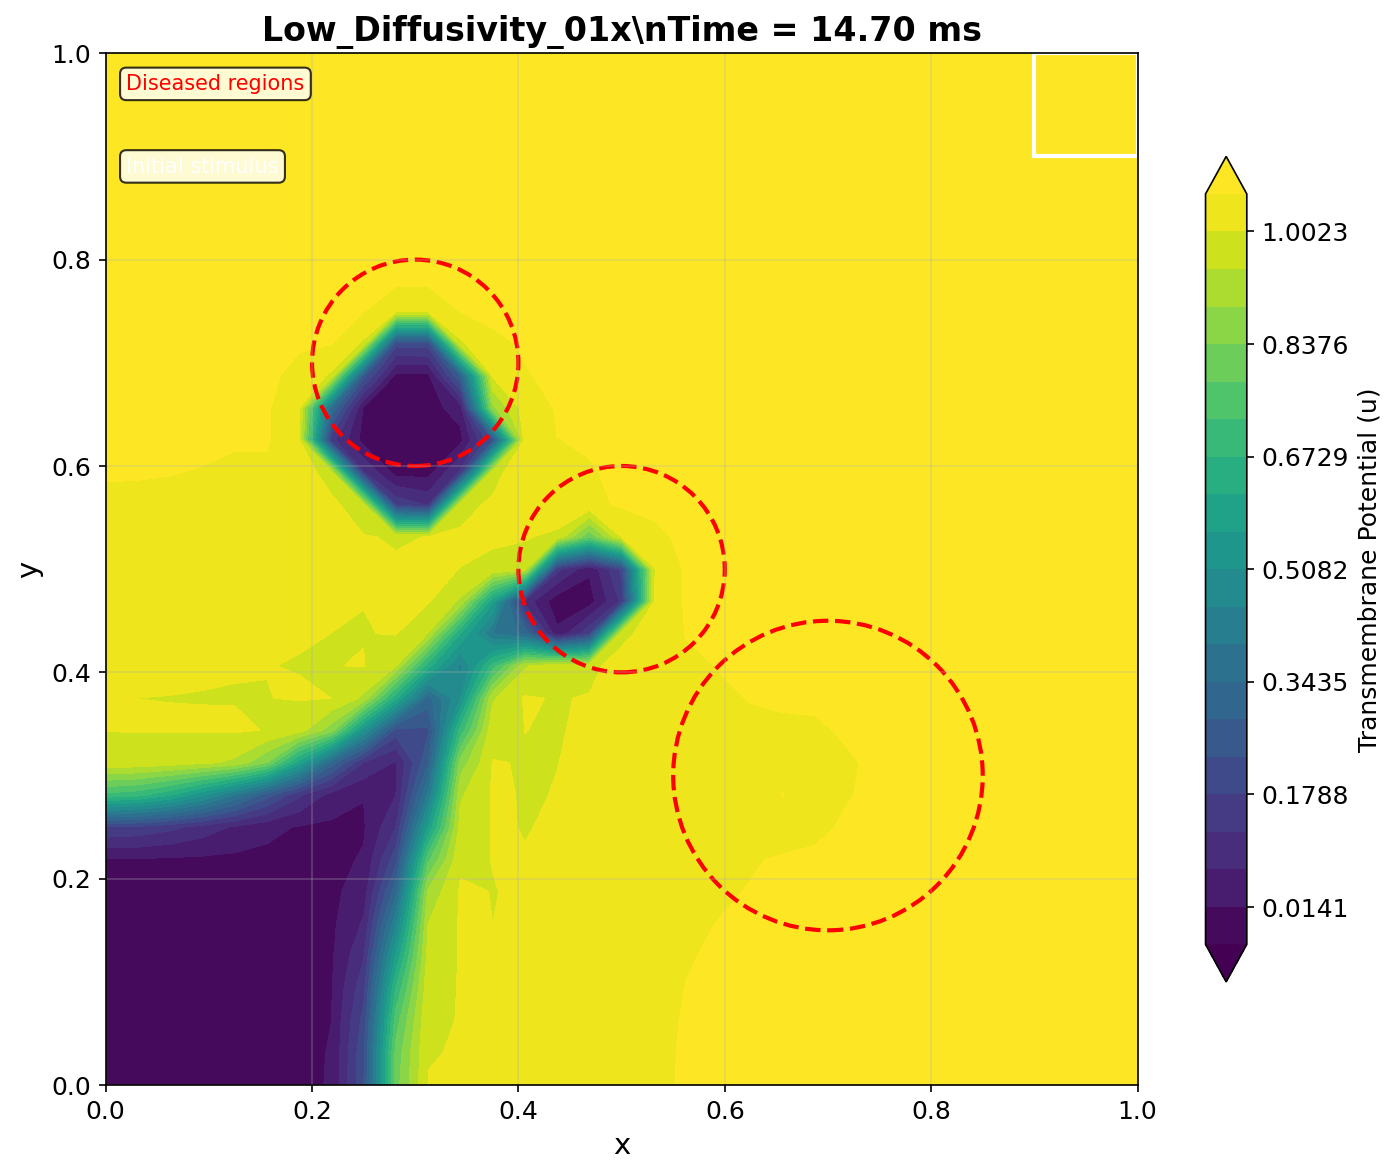 Low_Diffusivity_01x\nTime = 14.70 ms
Diseased regions
Initial stimulus
1.0
0.8
0.6
0.4
0.2
0.0
y
0.0 0.2 0.4 0.6 0.8 1.0
x
1.0023
0.8376
0.6729
0.5082
0.3435
0.1788
0.0141
Transmembrane Potential (u)